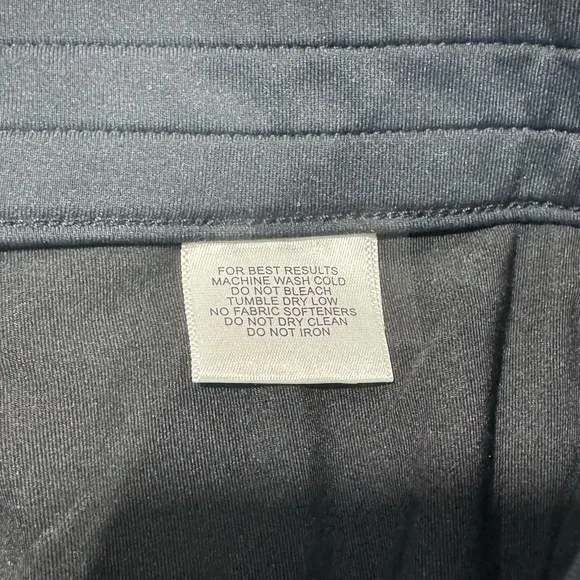 FOR BEST RESULTS
MACHINE WASH COLD
DO NOT BLEACH
TUMBLE DRY LOW
NO FABRIC SOFTENERS
DO NOT DRY CLEAN
DO NOT IRON